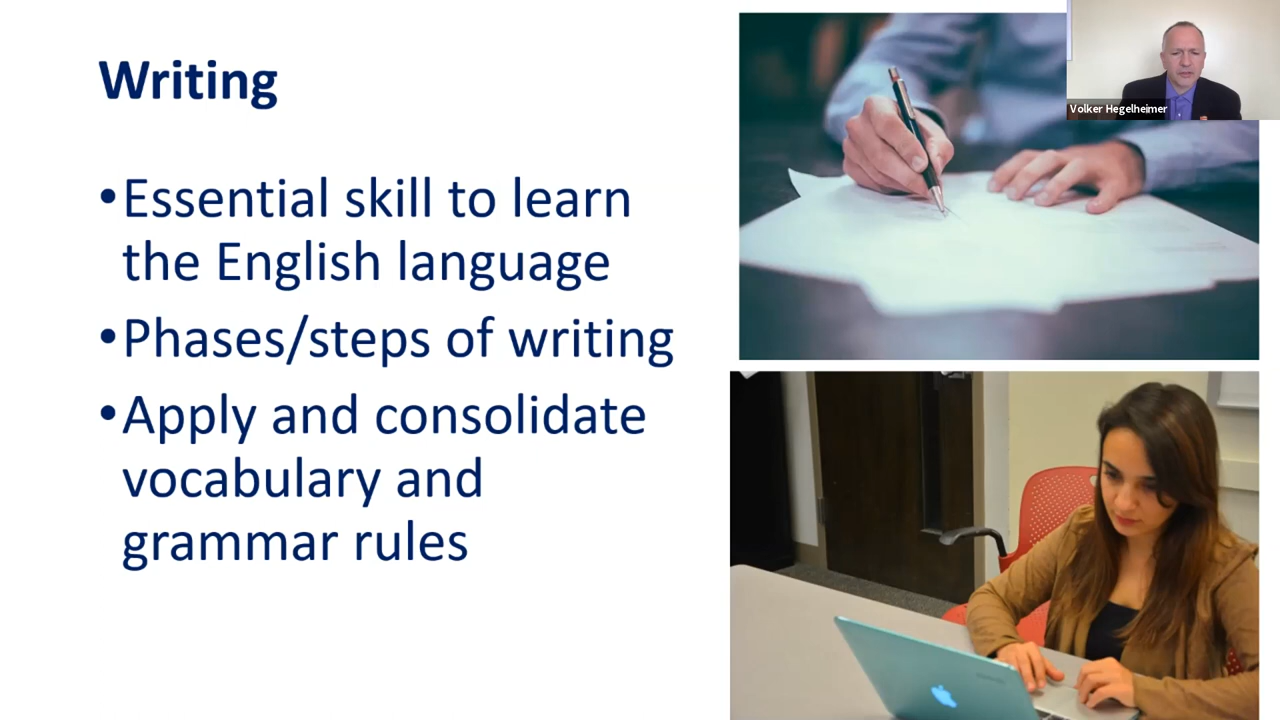 Writing
•Essential skill to learn
the English language
•Phases/steps of writing
•Apply and consolidate
vocabulary and
grammar rules
Volker Hegelheimer